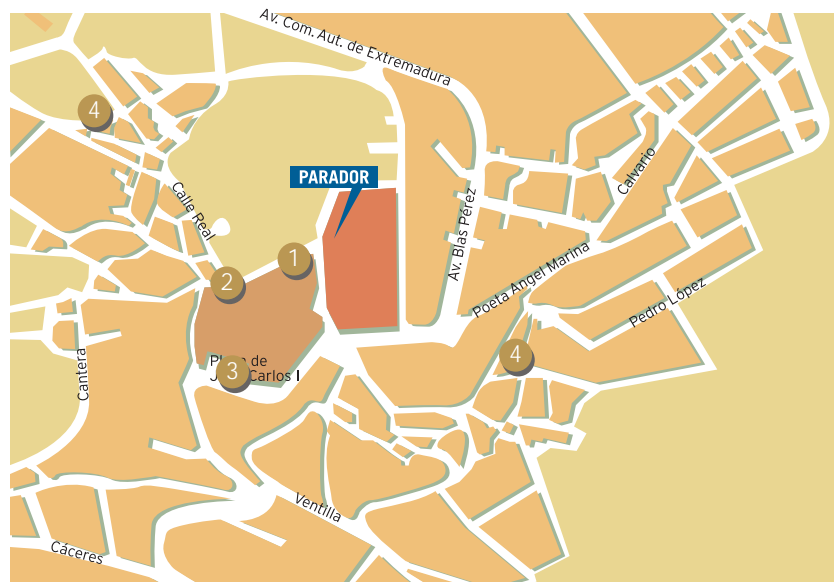 Av. Com. Aut. de Extremadura
4
PARADOR
Calvario
Calle Real
Av. Blas Pérez
1
2
Poeta Angel Marina
Pedro López
4
Plaza de
3
Carlos I
Cantera
Ventilla
Cáceres